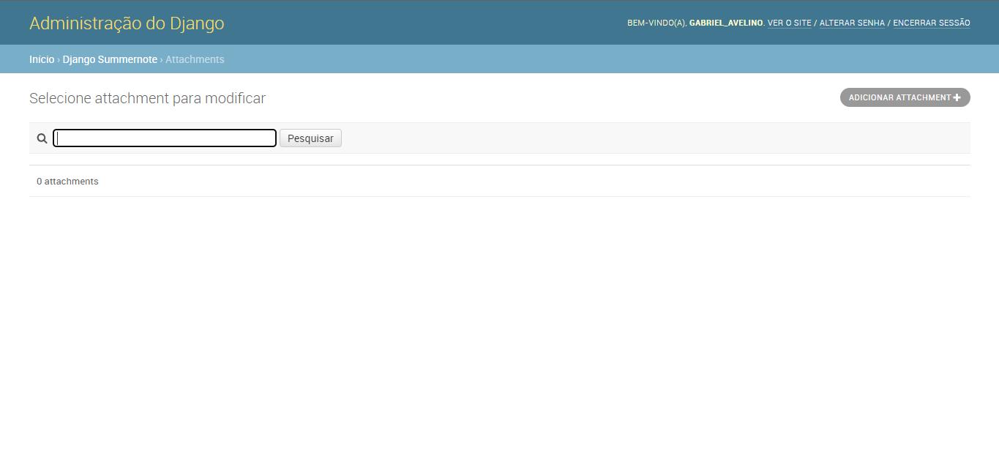 Administração do Django
BEM-VINDO(A), GABRIEL_AVELINO. VER O SITE / ALTERAR SENHA / ENCERRAR SESSÃO
Início › Django Summernote › Attachments
Selecione attachment para modificar
ADICIONAR ATTACHMENT
Pesquisar
0 attachments